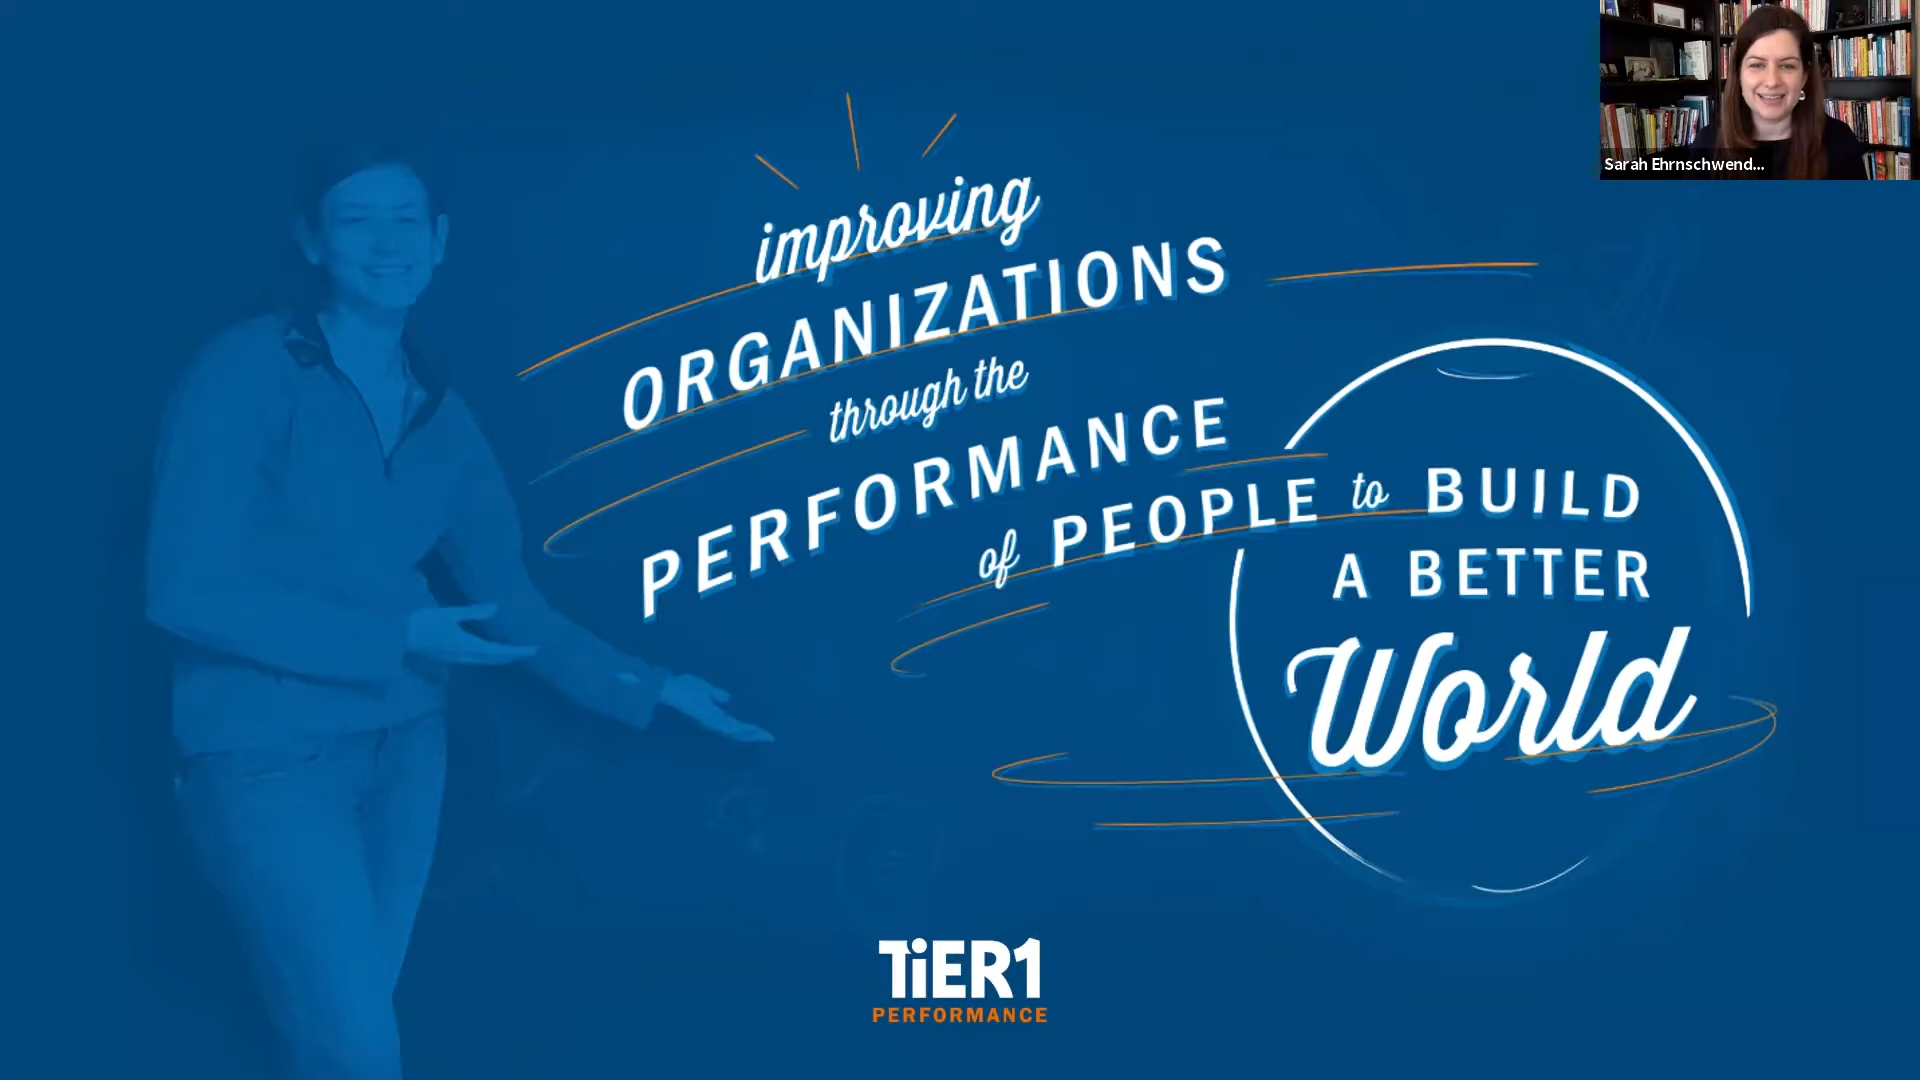 Sarah Ehrnschwend...
improving
ORGANIZATIONS
through the
PERFORMANCE
of PEOPLE to BUILD
A BETTER
World
TiER1
PERFORMANCE